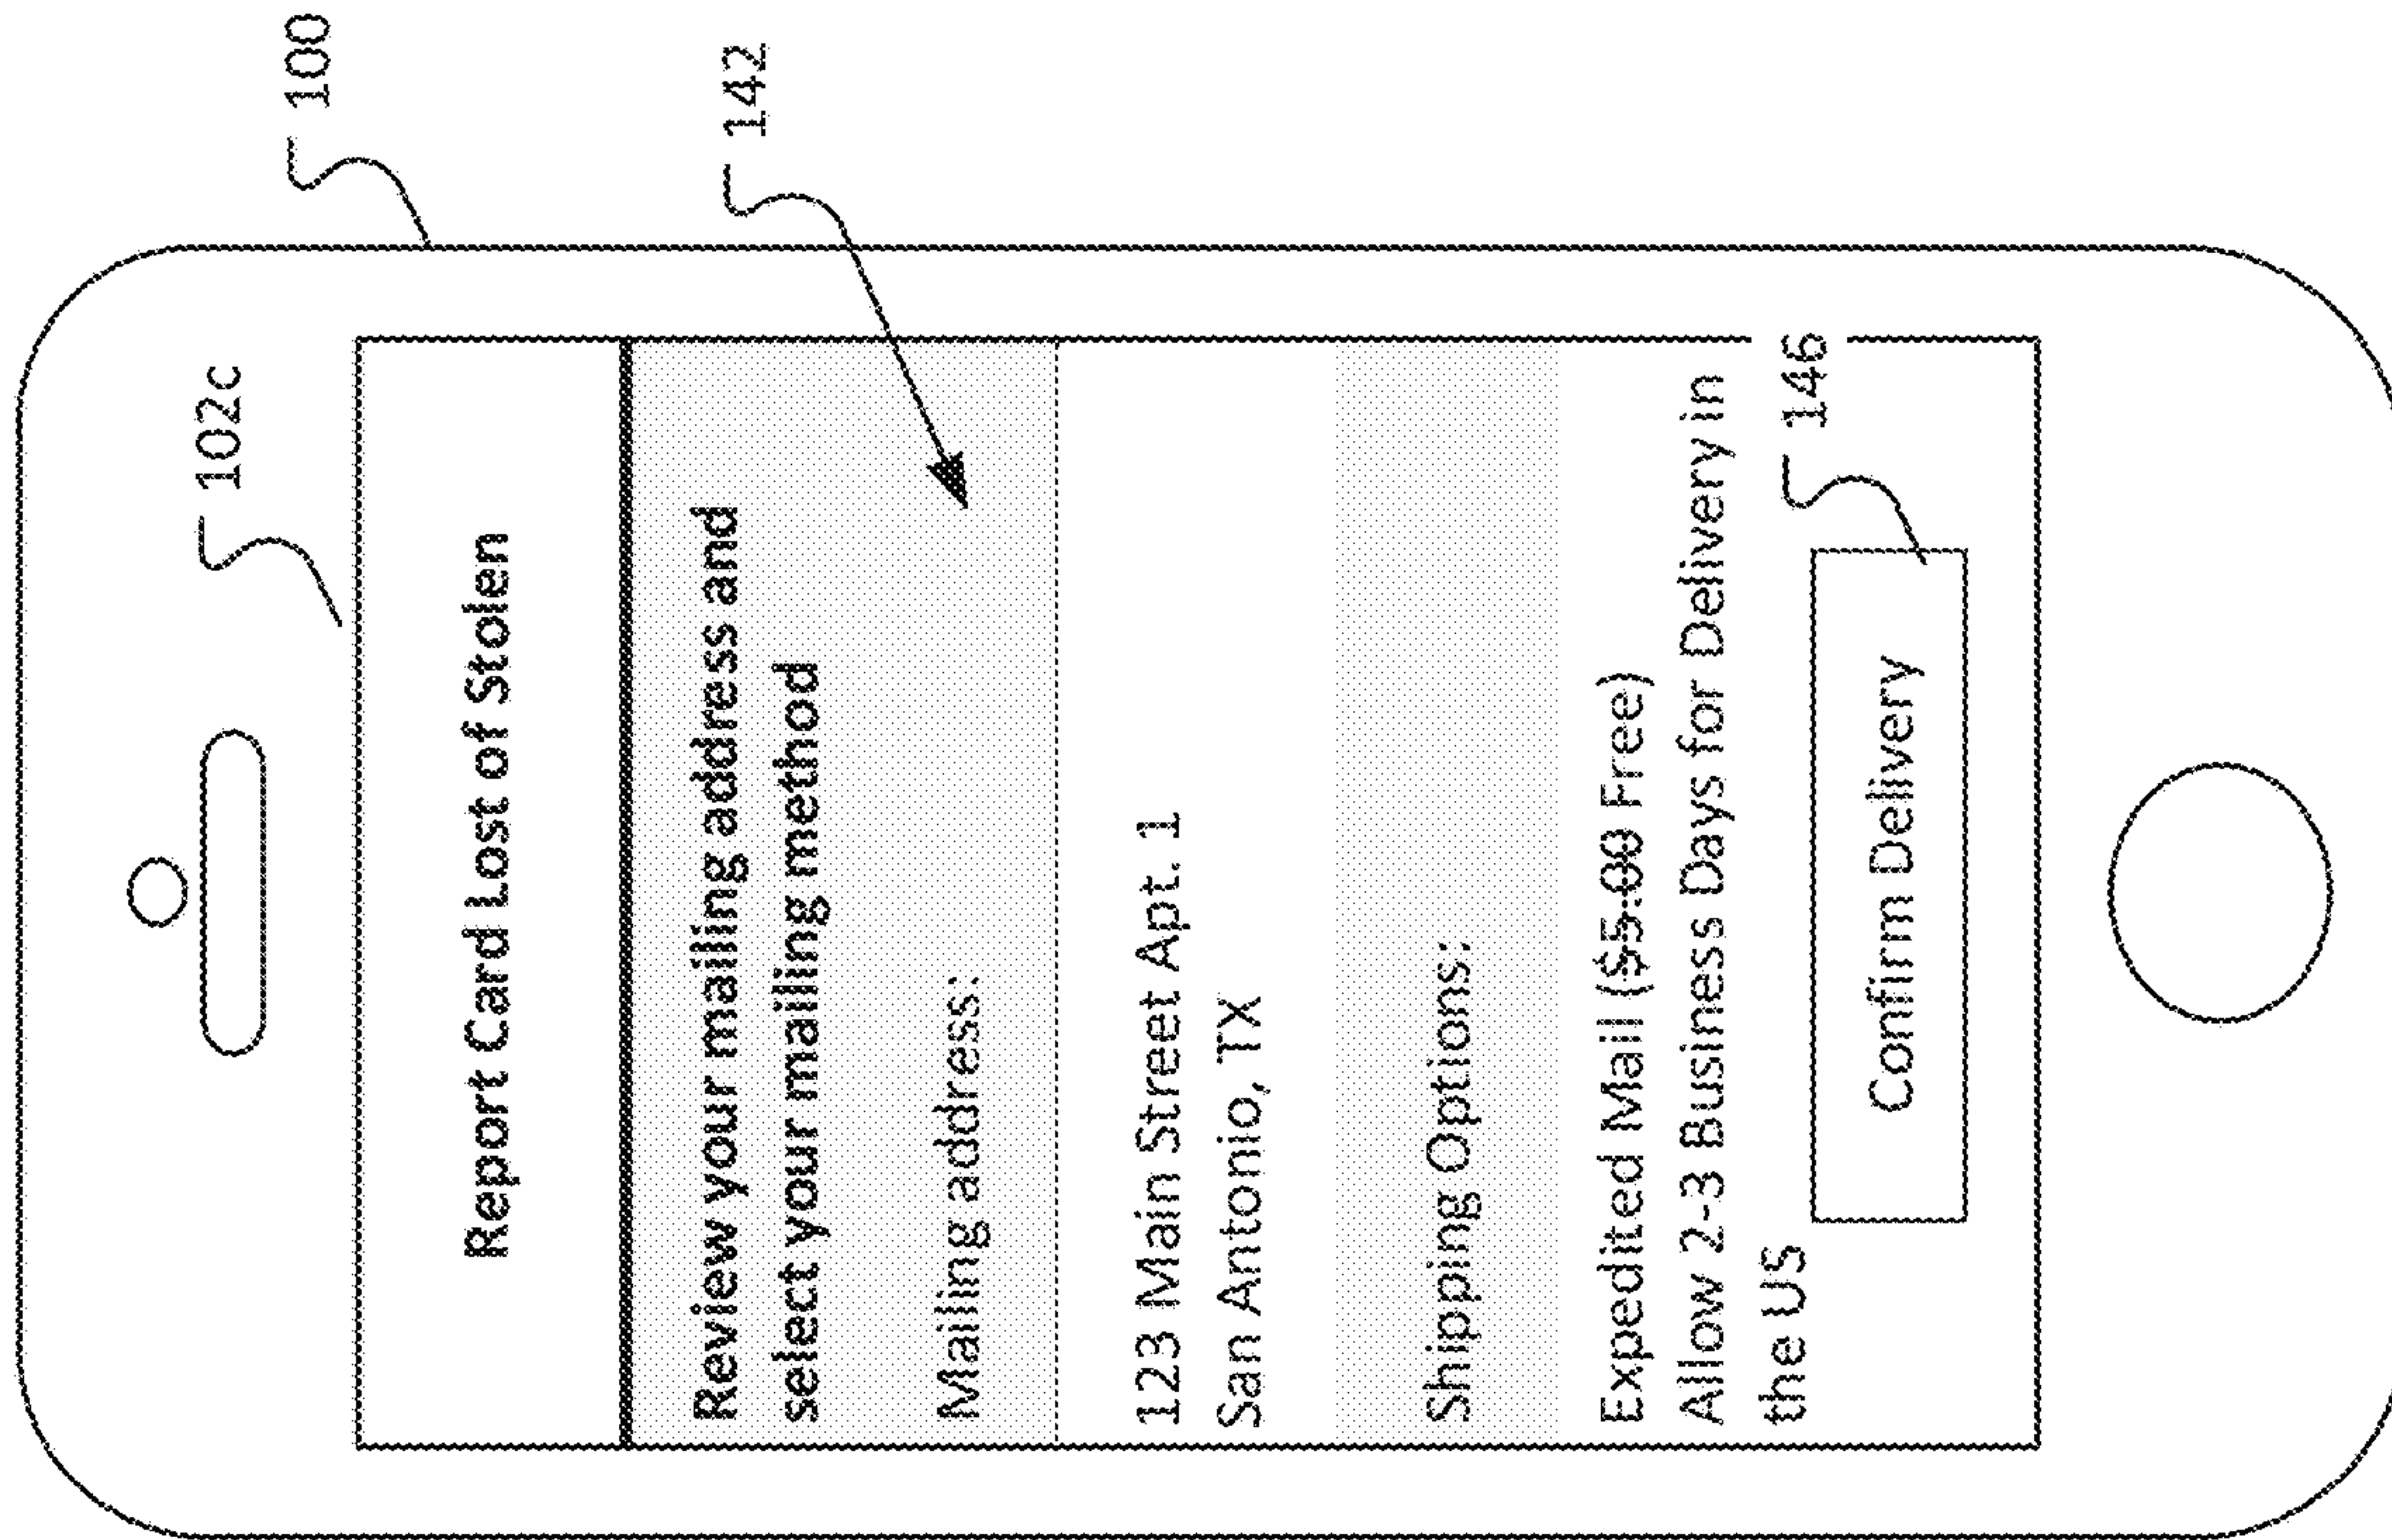 100
102c
142
Report Card Lost of Stolen
Review your mailing address and
select your mailing method
Mailing address:
123 Main Street Apt. 1
San Antonio, TX
Shipping Options:
Expedited Mail ($5.00 Free)
Allow 2-3 Business Days for Delivery in
the US
146
Confirm Delivery